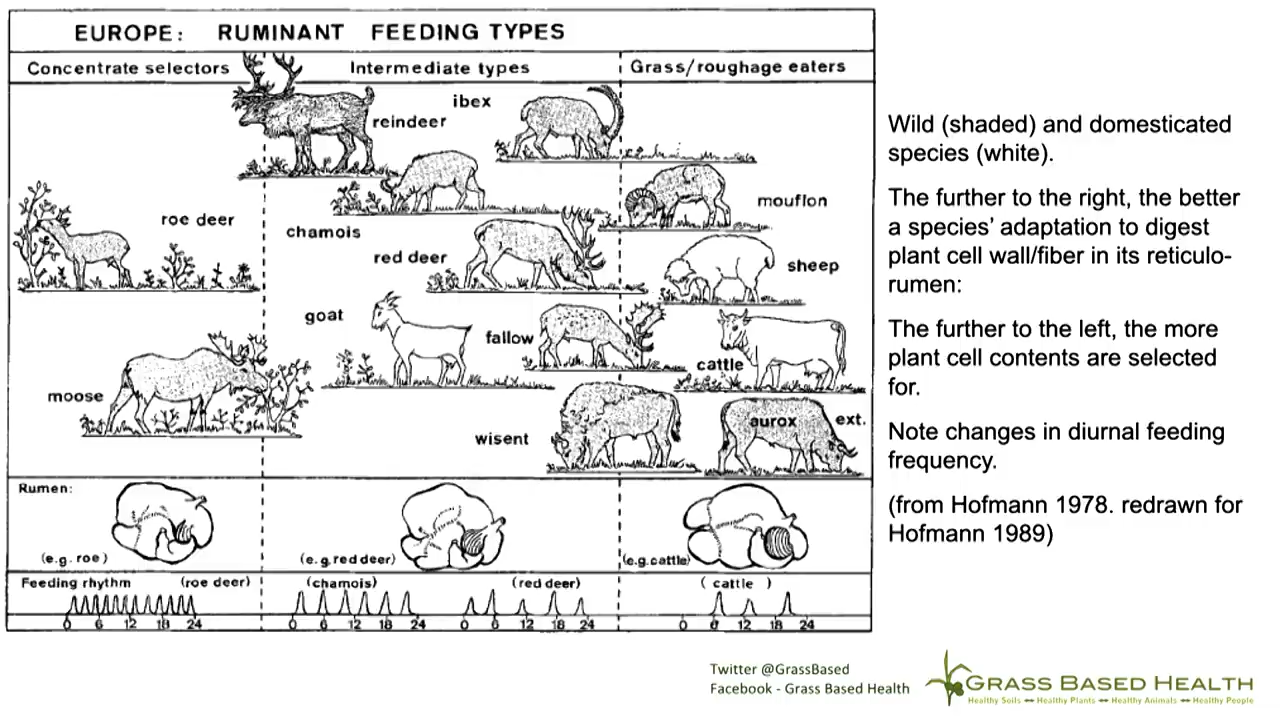 EUROPE: RUMINANT FEEDING TYPES
Concentrate selectors
Intermediate types
Grass/roughage eaters
ibex
reindeer
mouflon
roe deer
chamois
red deer
sheep
goat
fallow
cattle
moose
aurox
ext.
wisent
Rumen:
(e.g. roe)
(e.g. red deer)
(e.g. cattle)
Feeding rhythm (roe deer)
(chamois)
(red deer)
(cattle)
0 6 12 18 24
0 6 12 18 24
0 6 12 18 24
0 6 12 18 24
Wild (shaded) and domesticated
species (white).
The further to the right, the better
a species’ adaptation to digest
plant cell wall/fiber in its reticulo-
rumen:
The further to the left, the more
plant cell contents are selected
for.
Note changes in diurnal feeding
frequency.
(from Hofmann 1978. redrawn for
Hofmann 1989)
Twitter @GrassBased
Facebook - Grass Based Health
GRASS BASED HEALTH
Healthy Soils Healthy Plants Healthy Animals Healthy People